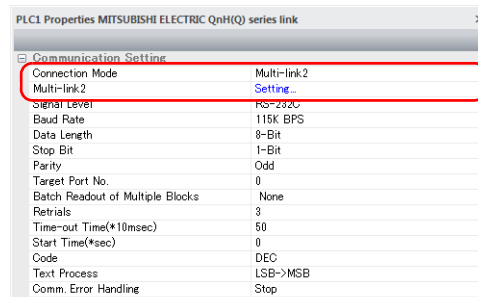 PLC1 Properties MITSUBISHI ELECTRIC QnH(Q) series link
Communication Setting
Connection Mode Multi-link2
Multi-link2 Setting...
Signal Level RS-232C
Baud Rate 115K BPS
Data Length 8-Bit
Stop Bit 1-Bit
Parity Odd
Target Port No. 0
Batch Readout of Multiple Blocks None
Retrials 3
Time-out Time(*10msec) 50
Start Time(*sec) 0
Code DEC
Text Process LSB->MSB
Comm. Error Handling Stop